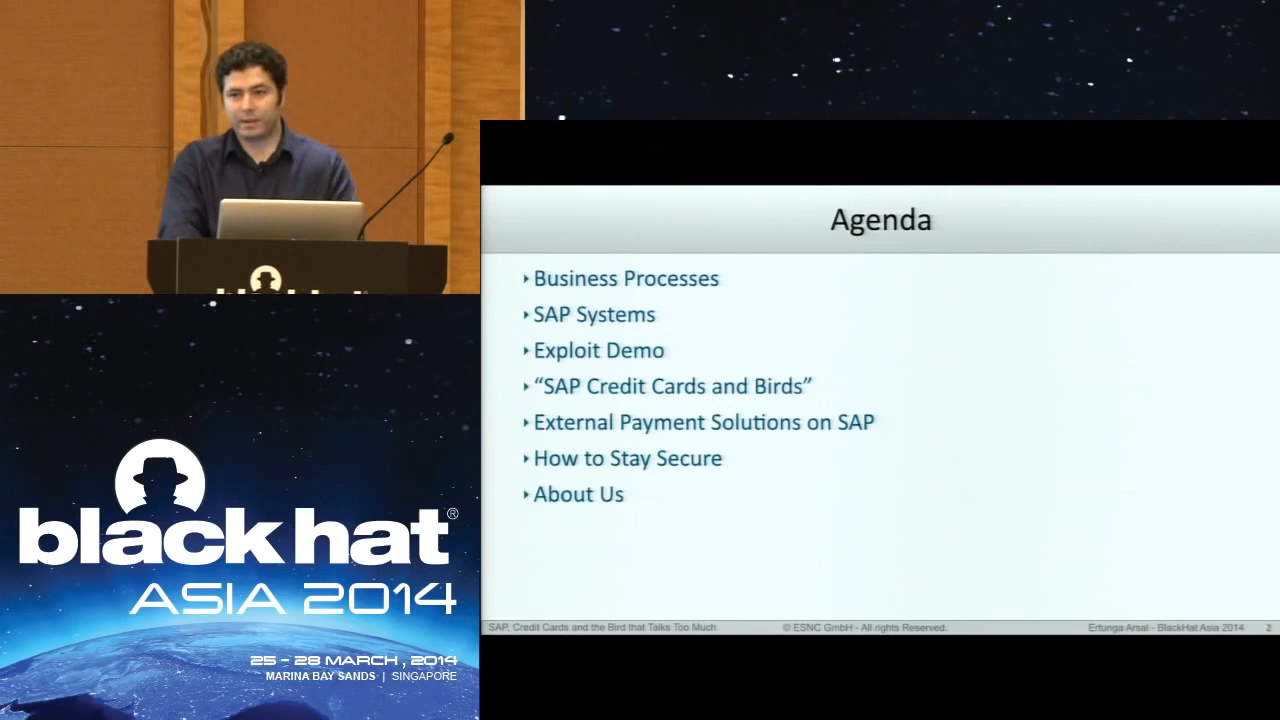 Agenda
Business Processes
SAP Systems
Exploit Demo
“SAP Credit Cards and Birds”
External Payment Solutions on SAP
How to Stay Secure
About Us
SAP, Credit Cards and the Bird that Talks Too Much
© ESNC GmbH - All rights Reserved.
Ertunga Arsal - BlackHat Asia 2014
2
black hat®
ASIA 2014
25 - 28 MARCH, 2014
MARINA BAY SANDS | SINGAPORE